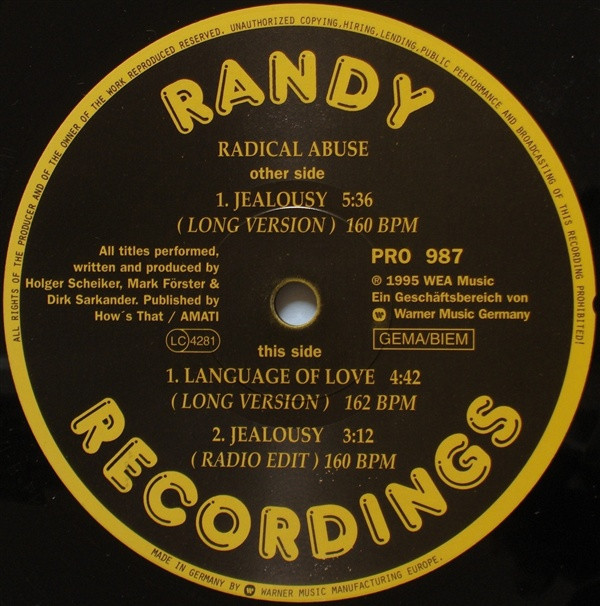 ALL RIGHTS OF THE PRODUCER AND OF THE OWNER OF THE WORK REPRODUCED RESERVED. UNAUTHORIZED COPYING, HIRING, LENDING, PUBLIC PERFORMANCE AND BROADCASTING OF THIS RECORDING PROHIBITED!
RANDY
RADICAL ABUSE
other side
1. JEALOUSY 5:36
( LONG VERSION ) 160 BPM
All titles performed,
written and produced by
Holger Scheiker, Mark Förster &
Dirk Sarkander. Published by
How´s That / AMATI
LC 4281
PRO 987
℗ 1995 WEA Music
Ein Geschäftsbereich von
Warner Music Germany
GEMA/BIEM
this side
1. LANGUAGE OF LOVE 4:42
( LONG VERSION ) 162 BPM
2. JEALOUSY 3:12
( RADIO EDIT ) 160 BPM
RECORDINGS
MADE IN GERMANY BY WARNER MUSIC MANUFACTURING EUROPE.